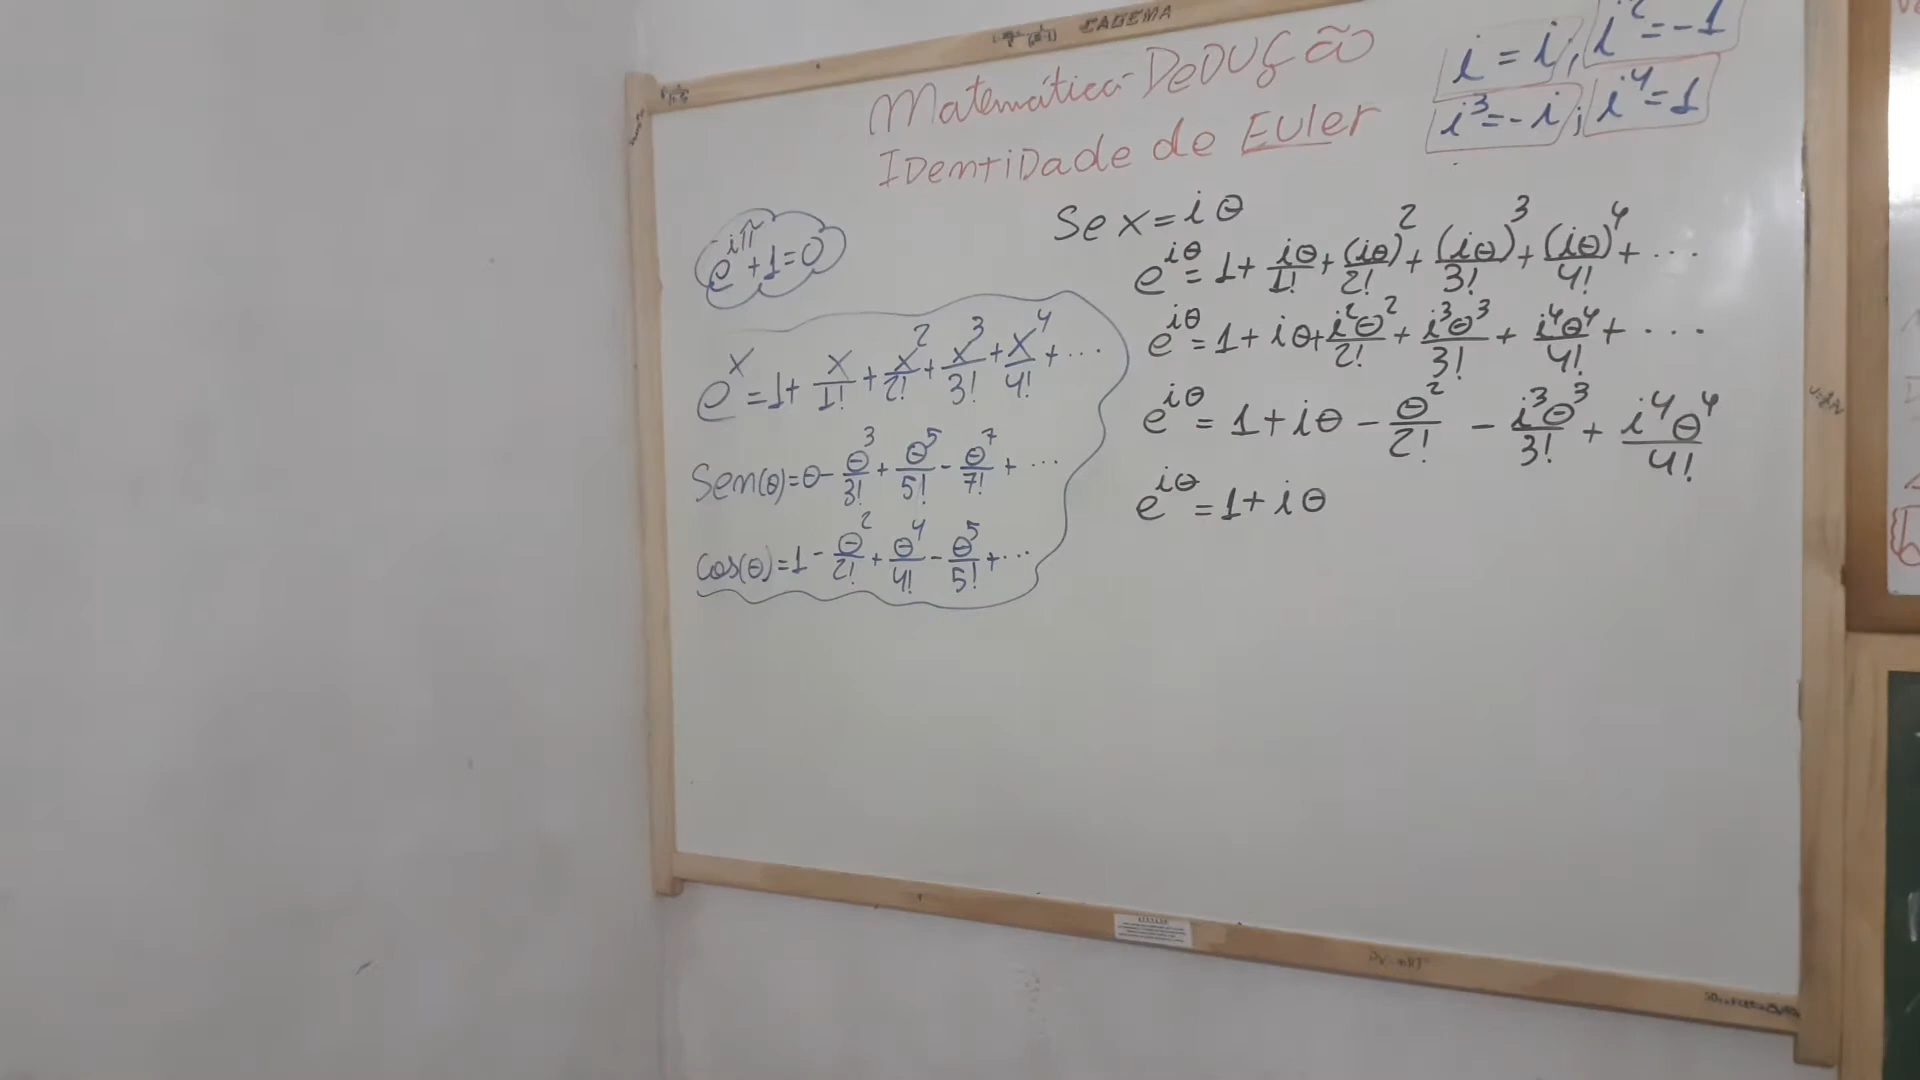 CADEMA
Matemática-DeDUÇão
IDentiDade de Euler
i = i; i² = -1
i³ = -i; i⁴ = 1
e^{iπ} + 1 = 0
e^x = 1 + x/1! + x²/2! + x³/3! + x⁴/4! + ...
Sen(θ) = θ - θ³/3! + θ⁵/5! - θ⁷/7! + ...
Cos(θ) = 1 - θ²/2! + θ⁴/4! - θ⁵/5! + ...
Se x = iθ
e^{iθ} = 1 + iθ/1! + (iθ)²/2! + (iθ)³/3! + (iθ)⁴/4! + ...
e^{iθ} = 1 + iθ + i²θ²/2! + i³θ³/3! + i⁴θ⁴/4! + ...
e^{iθ} = 1 + iθ - θ²/2! - i³θ³/3! + i⁴θ⁴/4!
e^{iθ} = 1 + iθ